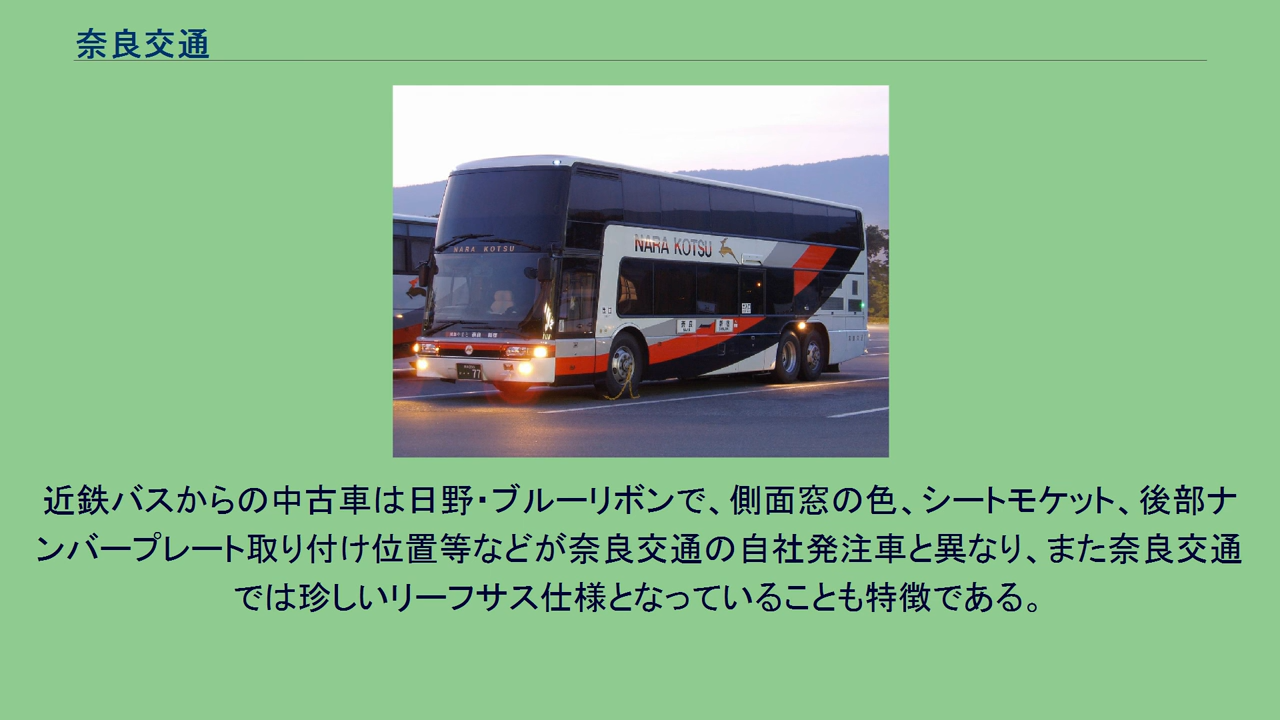 奈良交通
NARA KOTSU
NARA KOTSU
77
近鉄バスからの中古車は日野・ブルーリボンで、側面窓の色、シートモケット、後部ナ
ンバープレート取り付け位置等などが奈良交通の自社発注車と異なり、また奈良交通
では珍しいリーフサス仕様となっていることも特徴である。